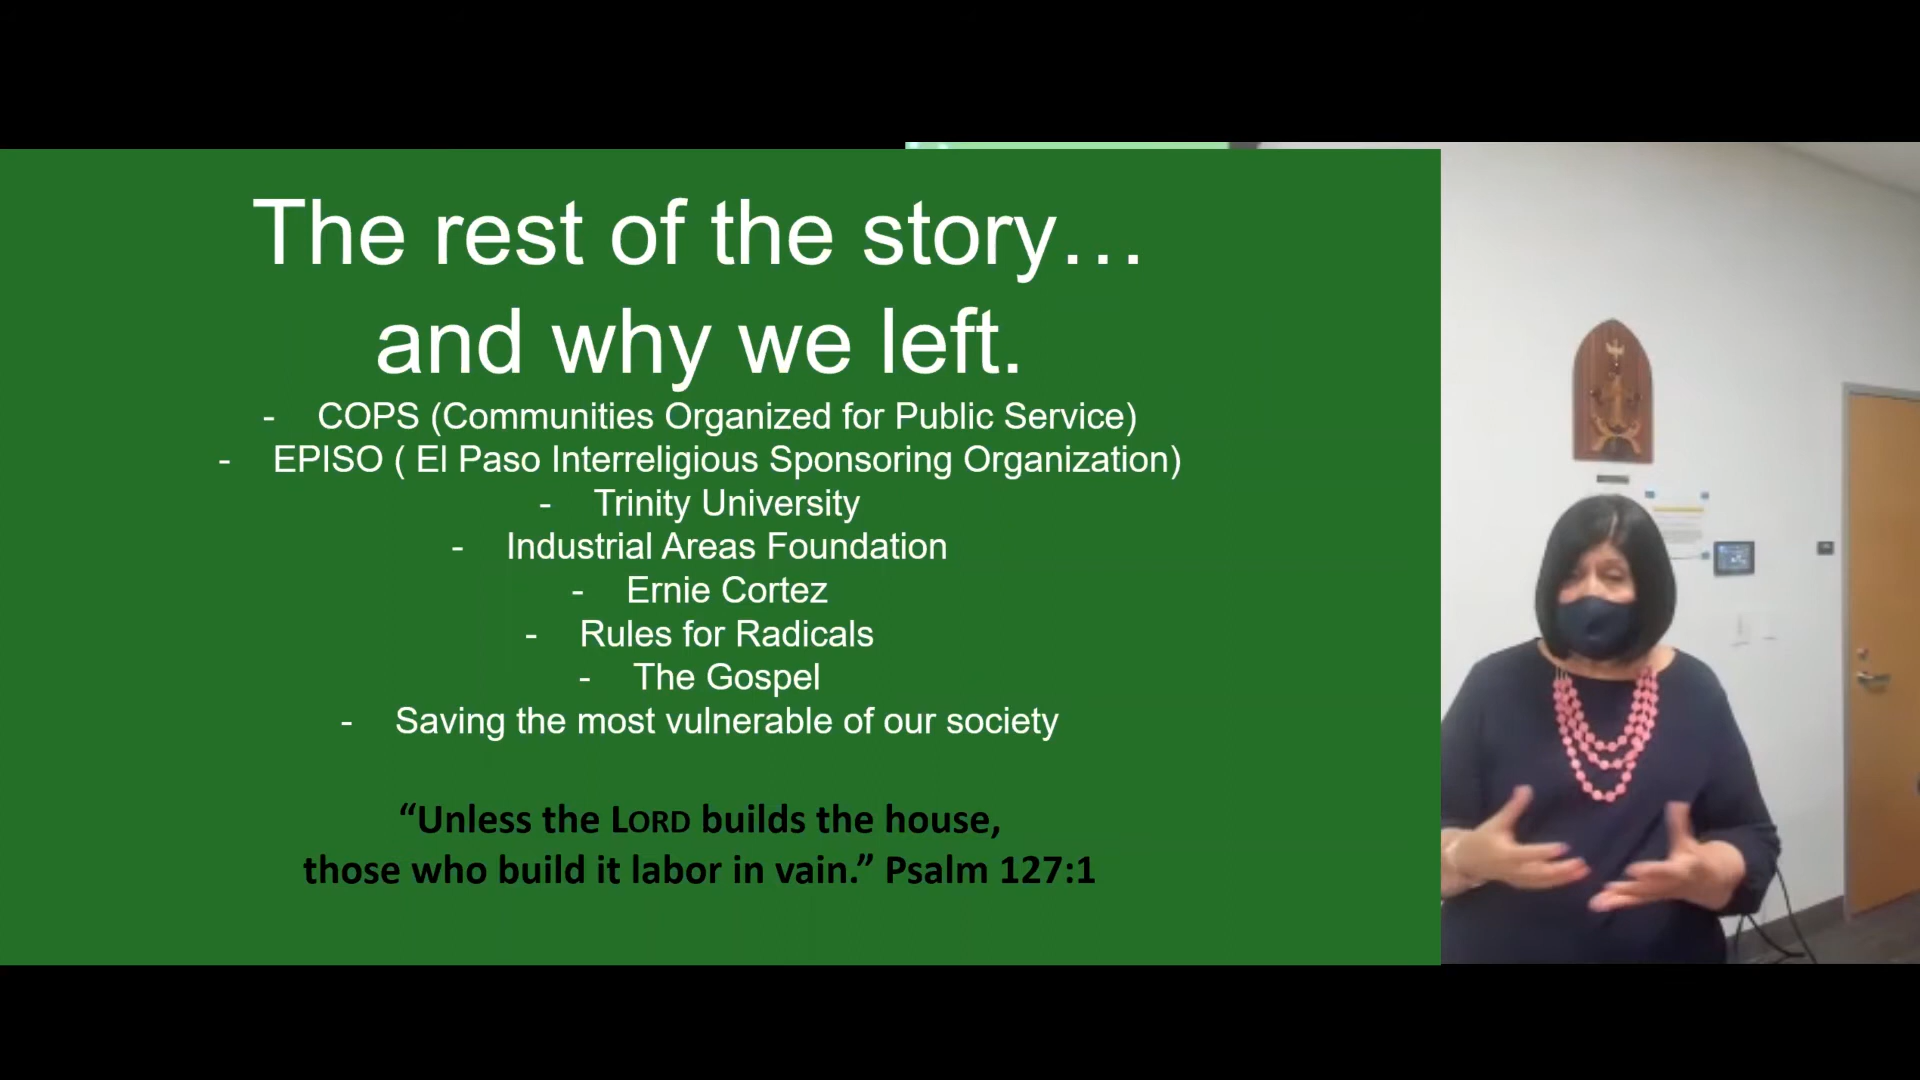 The rest of the story…
and why we left.
- COPS (Communities Organized for Public Service)
- EPISO ( El Paso Interreligious Sponsoring Organization)
- Trinity University
- Industrial Areas Foundation
- Ernie Cortez
- Rules for Radicals
- The Gospel
- Saving the most vulnerable of our society
“Unless the LORD builds the house,
those who build it labor in vain.” Psalm 127:1